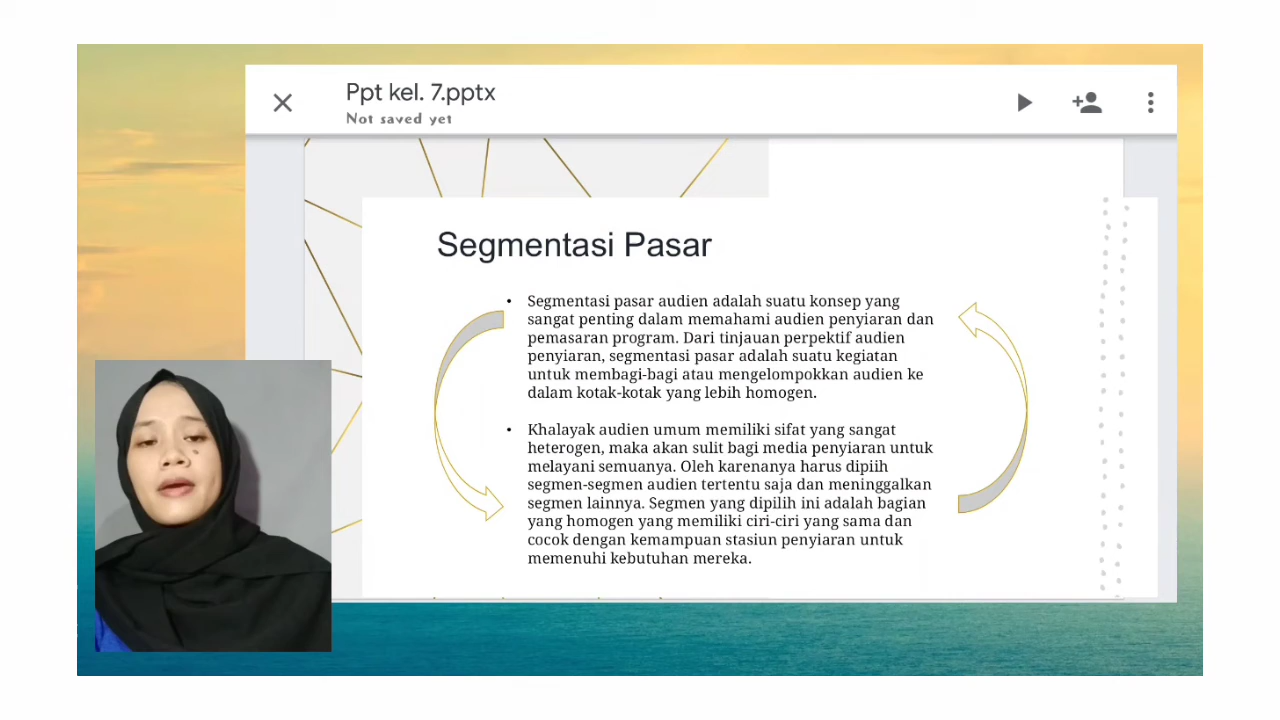 Ppt kel. 7.pptx
Not saved yet
Segmentasi Pasar
• Segmentasi pasar audien adalah suatu konsep yang
sangat penting dalam memahami audien penyiaran dan
pemasaran program. Dari tinjauan perpektif audien
penyiaran, segmentasi pasar adalah suatu kegiatan
untuk membagi-bagi atau mengelompokkan audien ke
dalam kotak-kotak yang lebih homogen.
• Khalayak audien umum memiliki sifat yang sangat
heterogen, maka akan sulit bagi media penyiaran untuk
melayani semuanya. Oleh karenanya harus dipiih
segmen-segmen audien tertentu saja dan meninggalkan
segmen lainnya. Segmen yang dipilih ini adalah bagian
yang homogen yang memiliki ciri-ciri yang sama dan
cocok dengan kemampuan stasiun penyiaran untuk
memenuhi kebutuhan mereka.